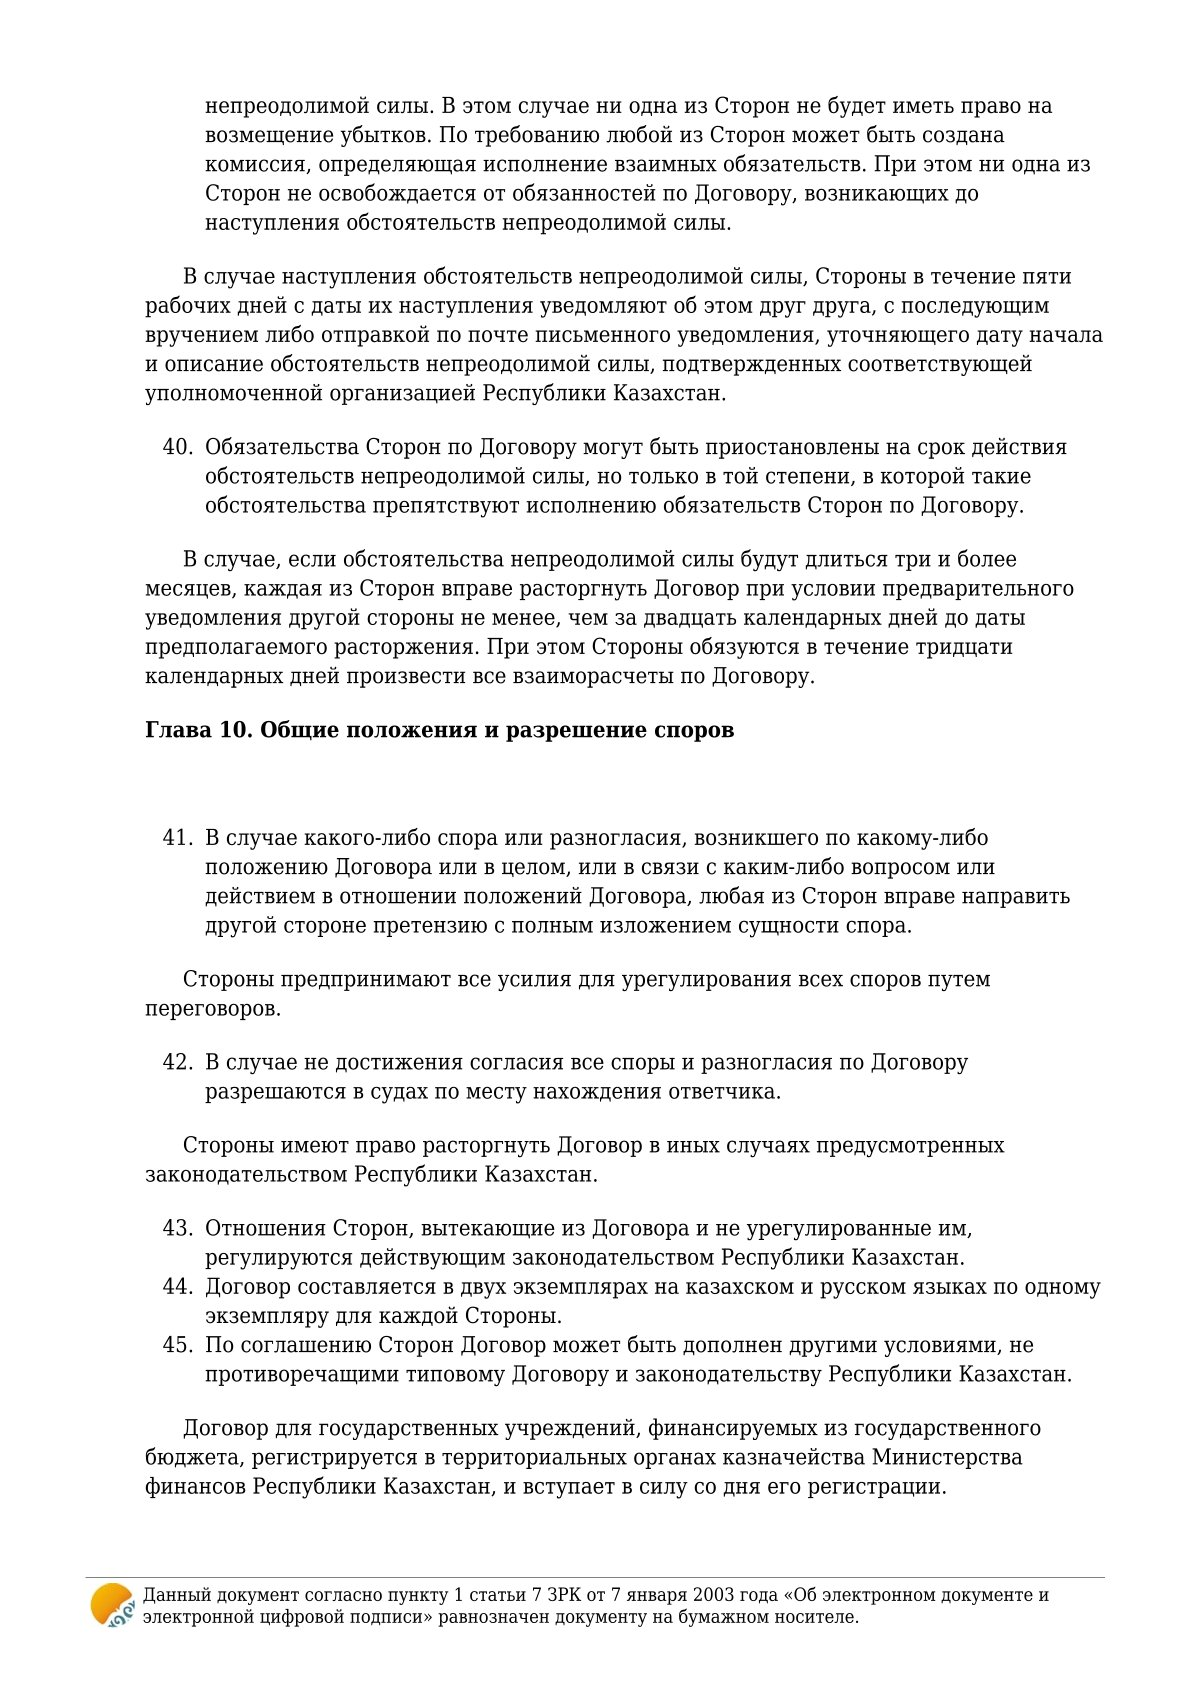 непреодолимой силы. В этом случае ни одна из Сторон не будет иметь право на
возмещение убытков. По требованию любой из Сторон может быть создана
комиссия, определяющая исполнение взаимных обязательств. При этом ни одна из
Сторон не освобождается от обязанностей по Договору, возникающих до
наступления обстоятельств непреодолимой силы.
В случае наступления обстоятельств непреодолимой силы, Стороны в течение пяти
рабочих дней с даты их наступления уведомляют об этом друг друга, с последующим
вручением либо отправкой по почте письменного уведомления, уточняющего дату начала
и описание обстоятельств непреодолимой силы, подтвержденных соответствующей
уполномоченной организацией Республики Казахстан.
40. Обязательства Сторон по Договору могут быть приостановлены на срок действия
обстоятельств непреодолимой силы, но только в той степени, в которой такие
обстоятельства препятствуют исполнению обязательств Сторон по Договору.
В случае, если обстоятельства непреодолимой силы будут длиться три и более
месяцев, каждая из Сторон вправе расторгнуть Договор при условии предварительного
уведомления другой стороны не менее, чем за двадцать календарных дней до даты
предполагаемого расторжения. При этом Стороны обязуются в течение тридцати
календарных дней произвести все взаиморасчеты по Договору.
Глава 10. Общие положения и разрешение споров
41. В случае какого-либо спора или разногласия, возникшего по какому-либо
положению Договора или в целом, или в связи с каким-либо вопросом или
действием в отношении положений Договора, любая из Сторон вправе направить
другой стороне претензию с полным изложением сущности спора.
Стороны предпринимают все усилия для урегулирования всех споров путем
переговоров.
42. В случае не достижения согласия все споры и разногласия по Договору
разрешаются в судах по месту нахождения ответчика.
Стороны имеют право расторгнуть Договор в иных случаях предусмотренных
законодательством Республики Казахстан.
43. Отношения Сторон, вытекающие из Договора и не урегулированные им,
регулируются действующим законодательством Республики Казахстан.
44. Договор составляется в двух экземплярах на казахском и русском языках по одному
экземпляру для каждой Стороны.
45. По соглашению Сторон Договор может быть дополнен другими условиями, не
противоречащими типовому Договору и законодательству Республики Казахстан.
Договор для государственных учреждений, финансируемых из государственного
бюджета, регистрируется в территориальных органах казначейства Министерства
финансов Республики Казахстан, и вступает в силу со дня его регистрации.
Данный документ согласно пункту 1 статьи 7 ЗРК от 7 января 2003 года «Об электронном документе и
электронной цифровой подписи» равнозначен документу на бумажном носителе.